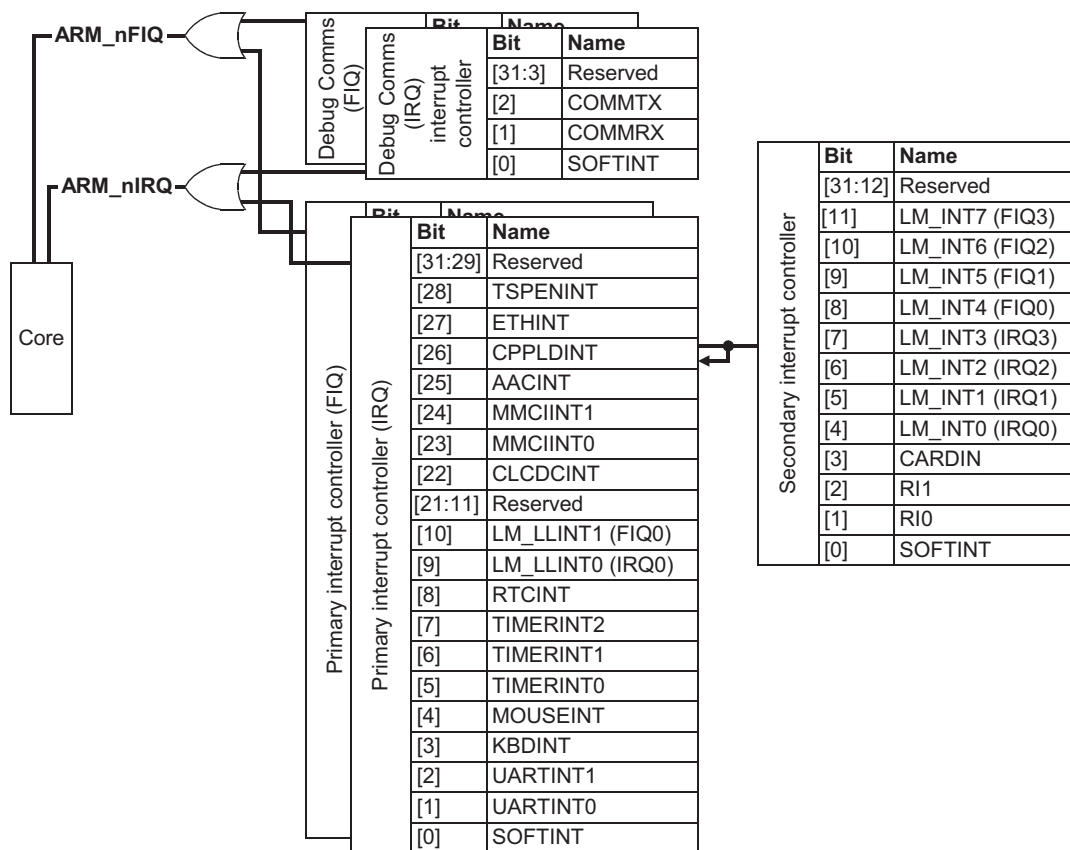 ARM_nFIQ
ARM_nIRQ
Core
Debug Comms
(FIQ)
Bit Name
Debug Comms
(IRQ)
interrupt
controller
Bit Name
[31:3] Reserved
[2] COMMTX
[1] COMMRX
[0] SOFTINT
Primary interrupt controller (FIQ)
Bit Name
Primary interrupt controller (IRQ)
Bit Name
[31:29] Reserved
[28] TSPENINT
[27] ETHINT
[26] CPPLDINT
[25] AACINT
[24] MMCIINT1
[23] MMCIINT0
[22] CLCDCINT
[21:11] Reserved
[10] LM_LLINT1 (FIQ0)
[9] LM_LLINT0 (IRQ0)
[8] RTCINT
[7] TIMERINT2
[6] TIMERINT1
[5] TIMERINT0
[4] MOUSEINT
[3] KBDINT
[2] UARTINT1
[1] UARTINT0
[0] SOFTINT
Secondary interrupt controller
Bit Name
[31:12] Reserved
[11] LM_INT7 (FIQ3)
[10] LM_INT6 (FIQ2)
[9] LM_INT5 (FIQ1)
[8] LM_INT4 (FIQ0)
[7] LM_INT3 (IRQ3)
[6] LM_INT2 (IRQ2)
[5] LM_INT1 (IRQ1)
[4] LM_INT0 (IRQ0)
[3] CARDIN
[2] RI1
[1] RI0
[0] SOFTINT